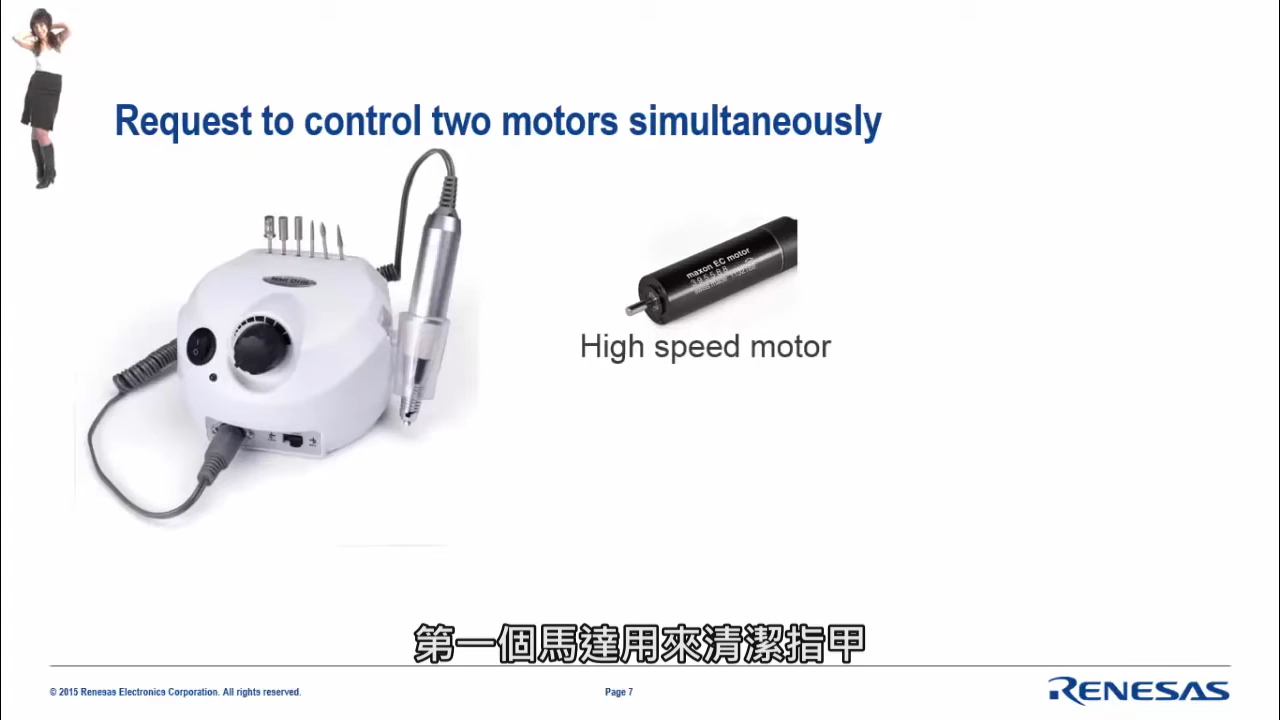 Request to control two motors simultaneously
maxon EC motor
High speed motor
第一個馬達用來清潔指甲
© 2015 Renesas Electronics Corporation. All rights reserved.
Page 7
RENESAS